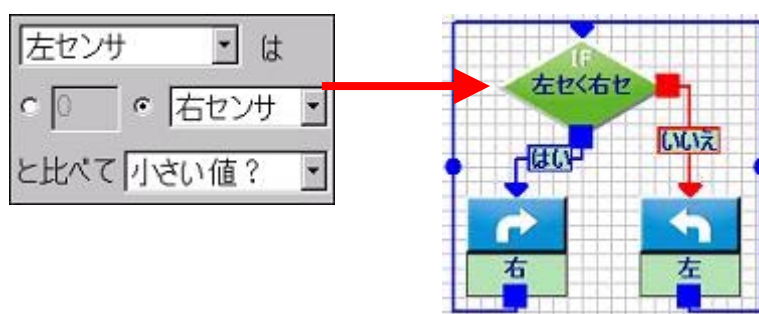 左センサ は
0 右センサ
と比べて 小さい値？
IF
左セ<右セ
はい
いいえ
右
左